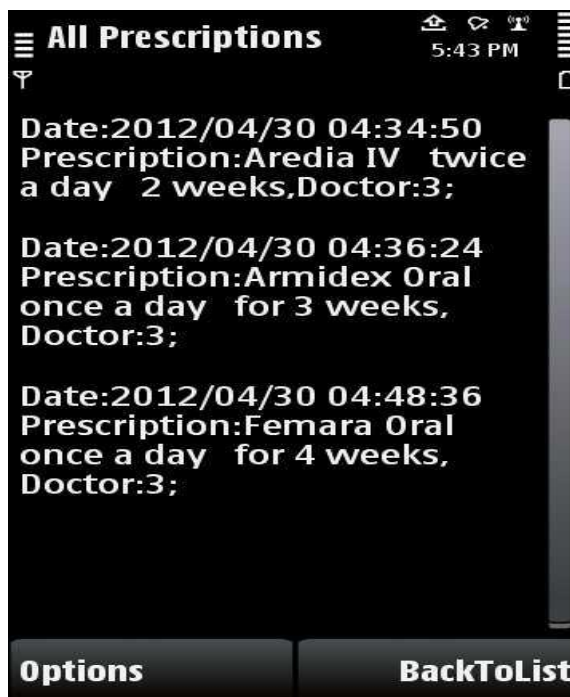 All Prescriptions
5:43 PM
Date:2012/04/30 04:34:50
Prescription:Aredia IV twice
a day 2 weeks,Doctor:3;
Date:2012/04/30 04:36:24
Prescription:Armidex Oral
once a day for 3 weeks,
Doctor:3;
Date:2012/04/30 04:48:36
Prescription:Femara Oral
once a day for 4 weeks,
Doctor:3;
Options BackToList